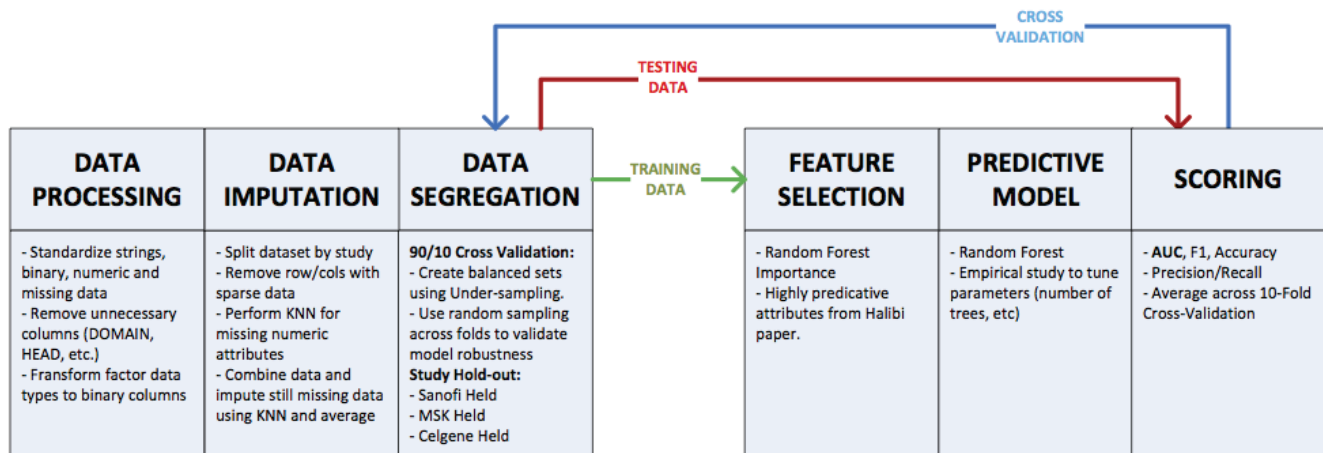 CROSS
VALIDATION
TESTING
DATA
DATA
PROCESSING
- Standardize strings,
binary, numeric and
missing data
- Remove unnecessary
columns (DOMAIN,
HEAD, etc.)
- Fransform factor data
types to binary columns
DATA
IMPUTATION
- Split dataset by study
- Remove row/cols with
sparse data
- Perform KNN for
missing numeric
attributes
- Combine data and
impute still missing data
using KNN and average
DATA
SEGREGATION
90/10 Cross Validation:
- Create balanced sets
using Under-sampling.
- Use random sampling
across folds to validate
model robustness
Study Hold-out:
- Sanofi Held
- MSK Held
- Celgene Held
TRAINING
DATA
FEATURE
SELECTION
- Random Forest
Importance
- Highly predicative
attributes from Halibi
paper.
PREDICTIVE
MODEL
- Random Forest
- Empirical study to tune
parameters (number of
trees, etc)
SCORING
- AUC, F1, Accuracy
- Precision/Recall
- Average across 10-Fold
Cross-Validation